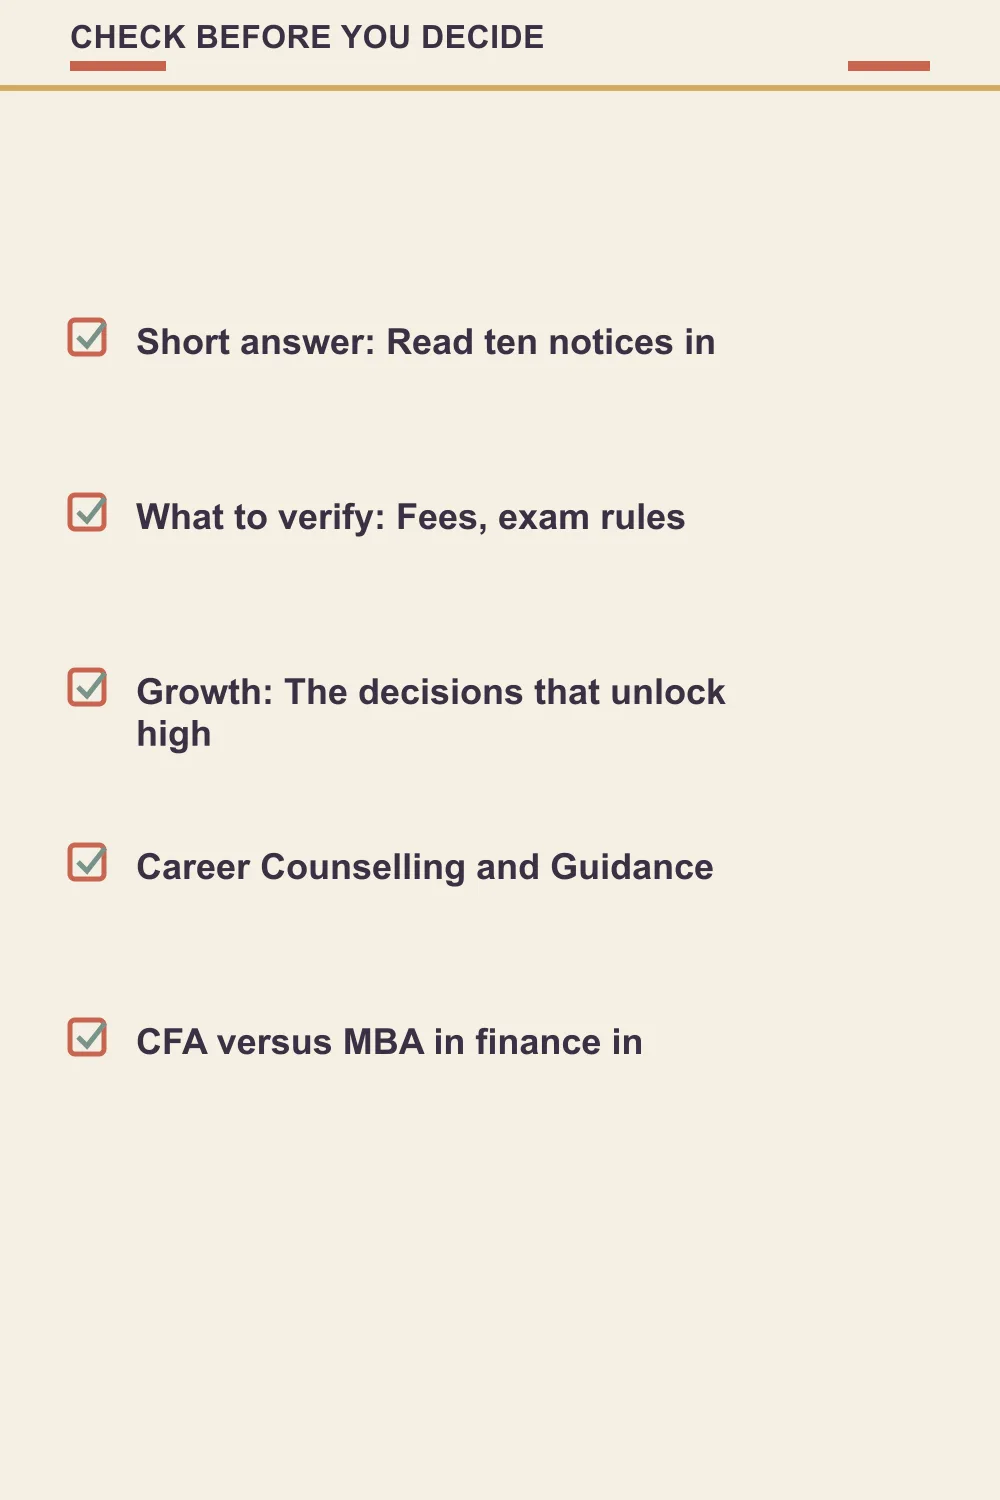 CHECK BEFORE YOU DECIDE
Short answer: Read ten notices in
What to verify: Fees, exam rules
Growth: The decisions that unlock
high
Career Counselling and Guidance
CFA versus MBA in finance in